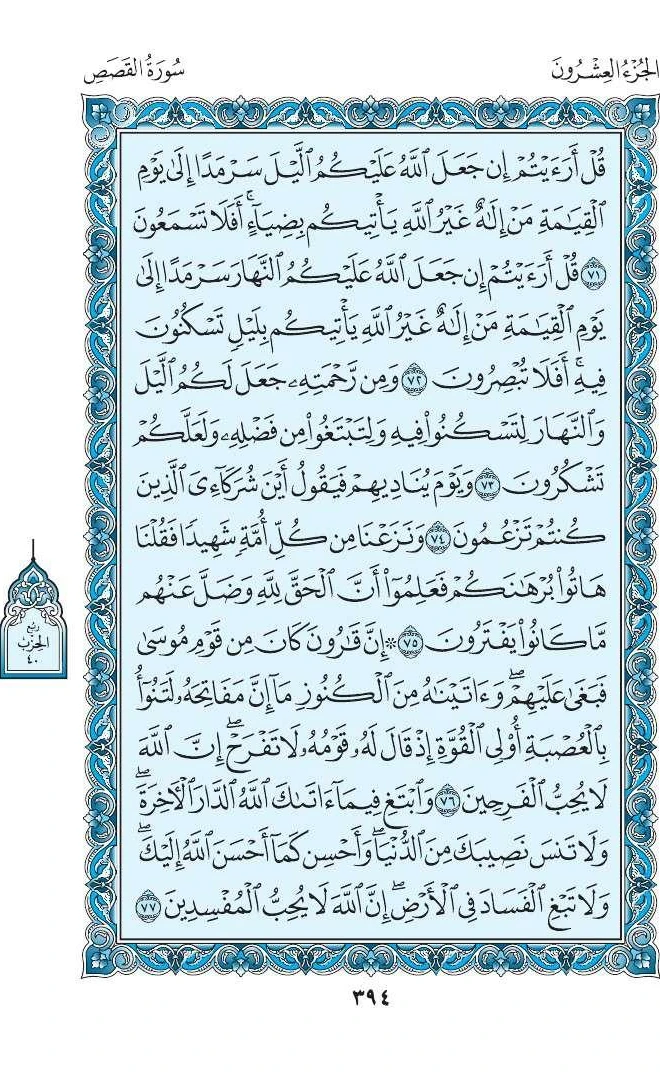 الجُزْءُ العِشْرُونَ
سُورَةُ القَصَصِ
قُلْ أَرَءَيْتُمْ إِن جَعَلَ ٱللَّهُ عَلَيْكُمُ ٱلَّيْلَ سَرْمَدًا إِلَىٰ يَوْمِ
ٱلْقِيَٰمَةِ مَنْ إِلَٰهٌ غَيْرُ ٱللَّهِ يَأْتِيكُم بِضِيَآءٍۚ أَفَلَا تَسْمَعُونَ
٧١ قُلْ أَرَءَيْتُمْ إِن جَعَلَ ٱللَّهُ عَلَيْكُمُ ٱلنَّهَارَ سَرْمَدًا إِلَىٰ
يَوْمِ ٱلْقِيَٰمَةِ مَنْ إِلَٰهٌ غَيْرُ ٱللَّهِ يَأْتِيكُم بِلَيْلٍ تَسْكُنُونَ
فِيهِۚ أَفَلَا تُبْصِرُونَ ٧٢ وَمِن رَّحْمَتِهِۦ جَعَلَ لَكُمُ ٱلَّيْلَ
وَٱلنَّهَارَ لِتَسْكُنُوا۟ فِيهِ وَلِتَبْتَغُوا۟ مِن فَضْلِهِۦ وَلَعَلَّكُمْ
تَشْكُرُونَ ٧٣ وَيَوْمَ يُنَادِيهِمْ فَيَقُولُ أَيْنَ شُرَكَآءِىَ ٱلَّذِينَ
كُنتُمْ تَزْعُمُونَ ٧٤ وَنَزَعْنَا مِن كُلِّ أُمَّةٍ شَهِيدًا فَقُلْنَا
هَاتُوا۟ بُرْهَٰنَكُمْ فَعَلِمُوٓا۟ أَنَّ ٱلْحَقَّ لِلَّهِ وَضَلَّ عَنْهُم
مَّا كَانُوا۟ يَفْتَرُونَ ٧٥ ۞ إِنَّ قَٰرُونَ كَانَ مِن قَوْمِ مُوسَىٰ
فَبَغَىٰ عَلَيْهِمْۖ وَءَاتَيْنَٰهُ مِنَ ٱلْكُنُوزِ مَآ إِنَّ مَفَاتِحَهُۥ لَتَنُوٓأُ
بِٱلْعُصْبَةِ أُو۟لِى ٱلْقُوَّةِ إِذْ قَالَ لَهُۥ قَوْمُهُۥ لَا تَفْرَحْۖ إِنَّ ٱللَّهَ
لَا يُحِبُّ ٱلْفَرِحِينَ ٧٦ وَٱبْتَغِ فِيمَآ ءَاتَىٰكَ ٱللَّهُ ٱلدَّارَ ٱلْءَاخِرَةَۖ
وَلَا تَنسَ نَصِيبَكَ مِنَ ٱلدُّنْيَاۖ وَأَحْسِن كَمَآ أَحْسَنَ ٱللَّهُ إِلَيْكَۖ
وَلَا تَبْغِ ٱلْفَسَادَ فِى ٱلْأَرْضِۖ إِنَّ ٱللَّهَ لَا يُحِبُّ ٱلْمُفْسِدِينَ ٧٧
ربع
الحزب
٤٠
٣٩٤